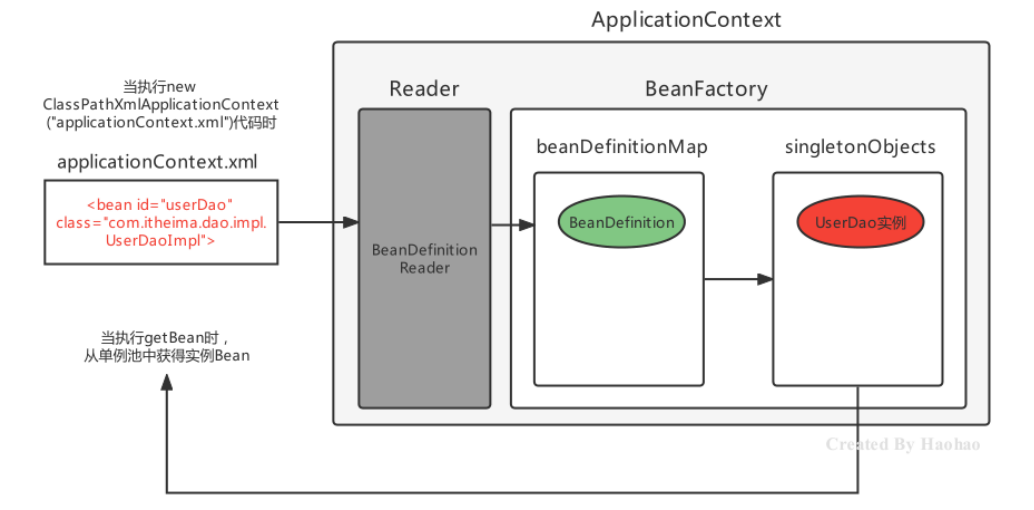 ApplicationContext
当执行new
ClassPathXmlApplicationContext
("applicationContext.xml")代码时
applicationContext.xml
<bean id="userDao"
class="com.itheima.dao.impl.
UserDaoImpl">
Reader
BeanDefinition
Reader
BeanFactory
beanDefinitionMap
BeanDefinition
singletonObjects
UserDao实例
当执行getBean时，
从单例池中获得实例Bean
Created By Haohao